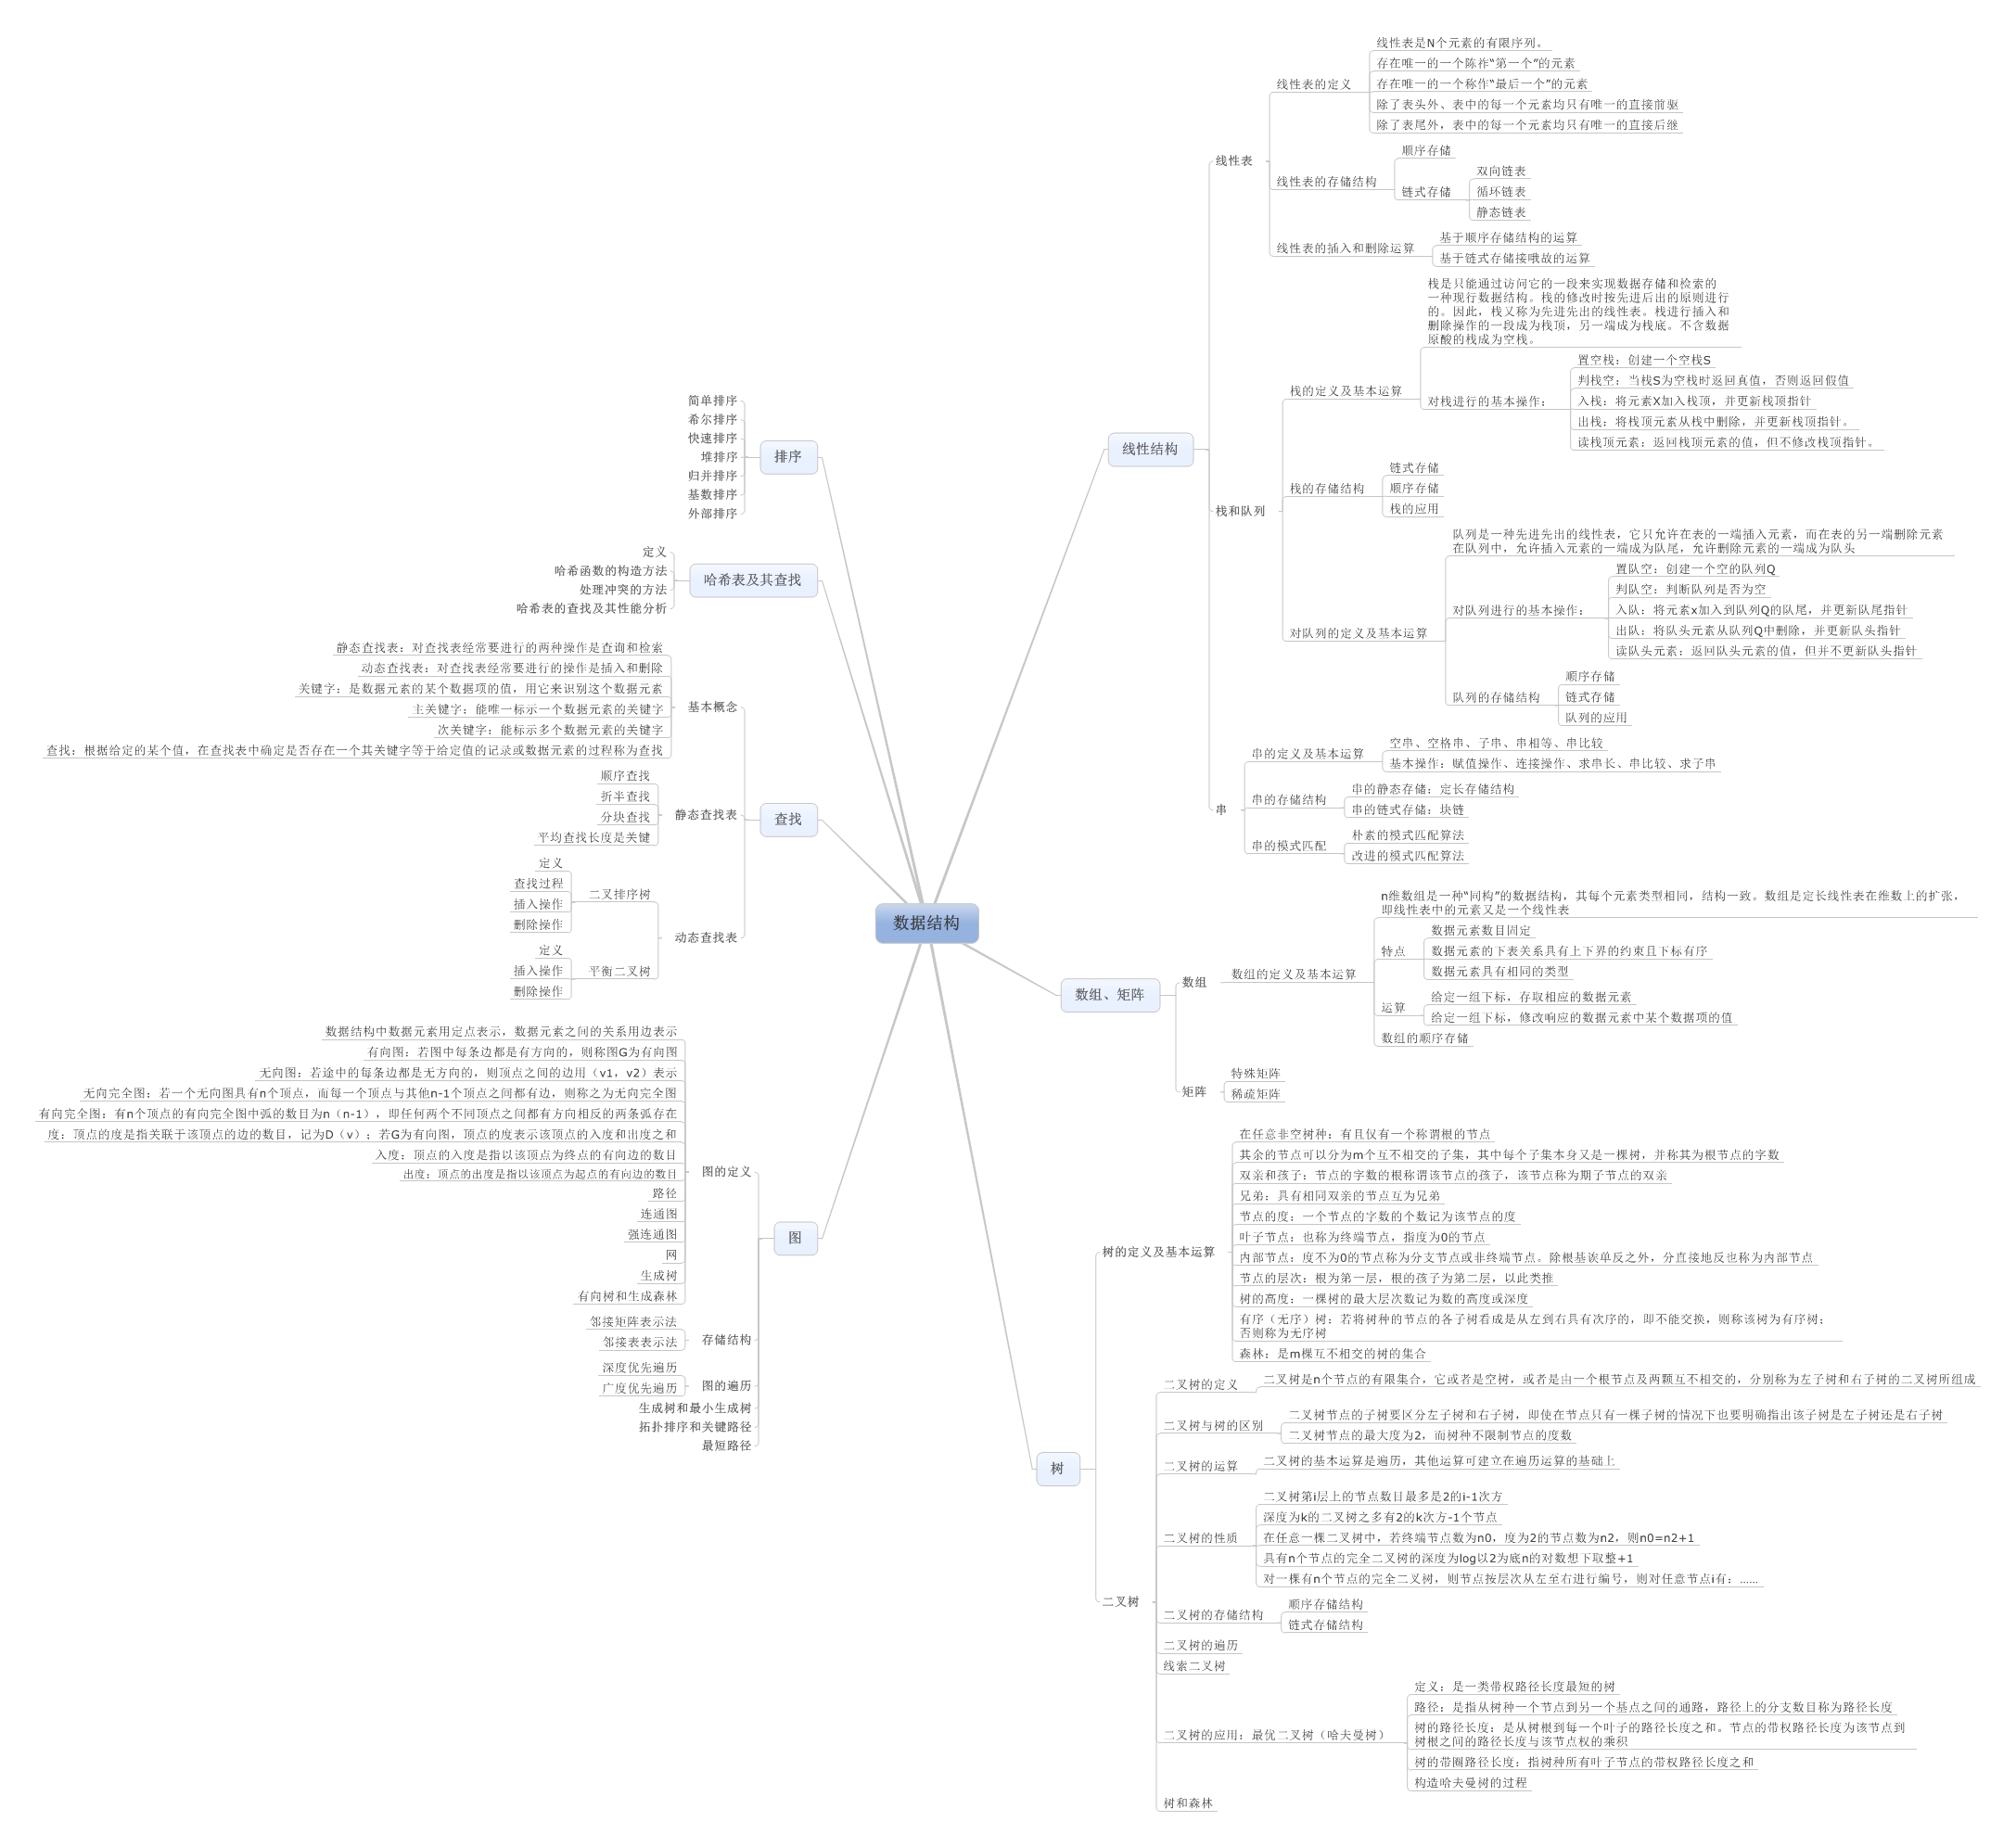 数据结构
线性结构
线性表
线性表的定义
线性表是N个元素的有限序列。
存在唯一的一个陈祚“第一个”的元素
存在唯一的一个称作“最后一个”的元素
除了表头外、表中的每一个元素均只有唯一的直接前驱
除了表尾外，表中的每一个元素均只有唯一的直接后继
线性表的存储结构
顺序存储
链式存储
双向链表
循环链表
静态链表
线性表的插入和删除运算
基于顺序存储结构的运算
基于链式存储接哦故的运算
栈和队列
栈的定义及基本运算
栈是只能通过访问它的一段来实现数据存储和检索的
一种现行数据结构。栈的修改时按先进后出的原则进行
的。因此，栈又称为先进先出的线性表。栈进行插入和
删除操作的一段成为栈顶，另一端成为栈底。不含数据
原酸的栈成为空栈。
对栈进行的基本操作：
置空栈：创建一个空栈S
判栈空：当栈S为空栈时返回真值，否则返回假值
入栈：将元素X加入栈顶，并更新栈顶指针
出栈：将栈顶元素从栈中删除，并更新栈顶指针。
读栈顶元素：返回栈顶元素的值，但不修改栈顶指针。
栈的存储结构
链式存储
顺序存储
栈的应用
对队列的定义及基本运算
队列是一种先进先出的线性表，它只允许在表的一端插入元素，而在表的另一端删除元素
在队列中，允许插入元素的一端成为队尾，允许删除元素的一端成为队头
对队列进行的基本操作：
置队空：创建一个空的队列Q
判队空：判断队列是否为空
入队：将元素x加入到队列Q的队尾，并更新队尾指针
出队：将队头元素从队列Q中删除，并更新队头指针
读队头元素：返回队头元素的值，但并不更新队头指针
队列的存储结构
顺序存储
链式存储
队列的应用
串
串的定义及基本运算
空串、空格串、子串、串相等、串比较
基本操作：赋值操作、连接操作、求串长、串比较、求子串
串的存储结构
串的静态存储：定长存储结构
串的链式存储：块链
串的模式匹配
朴素的模式匹配算法
改进的模式匹配算法
数组、矩阵
数组
数组的定义及基本运算
n维数组是一种“同构”的数据结构，其每个元素类型相同，结构一致。数组是定长线性表在维数上的扩张，
即线性表中的元素又是一个线性表
特点
数据元素数目固定
数据元素的下表关系具有上下界的约束且下标有序
数据元素具有相同的类型
运算
给定一组下标，存取相应的数据元素
给定一组下标，修改响应的数据元素中某个数据项的值
数组的顺序存储
矩阵
特殊矩阵
稀疏矩阵
树
树的定义及基本运算
在任意非空树种：有且仅有一个称谓根的节点
其余的节点可以分为m个互不相交的子集，其中每个子集本身又是一棵树，并称其为根节点的字数
双亲和孩子：节点的字数的根称谓该节点的孩子，该节点称为期子节点的双亲
兄弟：具有相同双亲的节点互为兄弟
节点的度：一个节点的字数的个数记为该节点的度
叶子节点：也称为终端节点，指度为0的节点
内部节点：度不为0的节点称为分支节点或非终端节点。除根基诶单反之外，分直接地反也称为内部节点
节点的层次：根为第一层，根的孩子为第二层，以此类推
树的高度：一棵树的最大层次数记为数的高度或深度
有序（无序）树：若将树种的节点的各子树看成是从左到右具有次序的，即不能交换，则称该树为有序树；
否则称为无序树
森林：是m棵互不相交的树的集合
二叉树
二叉树的定义
二叉树是n个节点的有限集合，它或者是空树，或者是由一个根节点及两颗互不相交的，分别称为左子树和右子树的二叉树所组成
二叉树与树的区别
二叉树节点的子树要区分左子树和右子树，即使在节点只有一棵子树的情况下也要明确指出该子树是左子树还是右子树
二叉树节点的最大度为2，而树种不限制节点的度数
二叉树的运算
二叉树的基本运算是遍历，其他运算可建立在遍历运算的基础上
二叉树的性质
二叉树第i层上的节点数目最多是2的i-1次方
深度为k的二叉树之多有2的k次方-1个节点
在任意一棵二叉树中，若终端节点数为n0，度为2的节点数为n2，则n0=n2+1
具有n个节点的完全二叉树的深度为log以2为底n的对数想下取整+1
对一棵有n个节点的完全二叉树，则节点按层次从左至右进行编号，则对任意节点i有：……
二叉树的存储结构
顺序存储结构
链式存储结构
二叉树的遍历
线索二叉树
二叉树的应用：最优二叉树（哈夫曼树）
定义：是一类带权路径长度最短的树
路径：是指从树种一个节点到另一个基点之间的通路，路径上的分支数目称为路径长度
树的路径长度：是从树根到每一个叶子的路径长度之和。节点的带权路径长度为该节点到
树根之间的路径长度与该节点权的乘积
树的带圈路径长度：指树种所有叶子节点的带权路径长度之和
构造哈夫曼树的过程
树和森林
排序
简单排序
希尔排序
快速排序
堆排序
归并排序
基数排序
外部排序
哈希表及其查找
定义
哈希函数的构造方法
处理冲突的方法
哈希表的查找及其性能分析
查找
基本概念
静态查找表：对查找表经常要进行的两种操作是查询和检索
动态查找表：对查找表经常要进行的操作是插入和删除
关键字：是数据元素的某个数据项的值，用它来识别这个数据元素
主关键字：能唯一标示一个数据元素的关键字
次关键字：能标示多个数据元素的关键字
查找：根据给定的某个值，在查找表中确定是否存在一个其关键字等于给定值的记录或数据元素的过程称为查找
静态查找表
顺序查找
折半查找
分块查找
平均查找长度是关键
动态查找表
二叉排序树
定义
查找过程
插入操作
删除操作
平衡二叉树
定义
插入操作
删除操作
图
图的定义
数据结构中数据元素用定点表示，数据元素之间的关系用边表示
有向图：若图中每条边都是有方向的，则称图G为有向图
无向图：若途中的每条边都是无方向的，则顶点之间的边用（v1，v2）表示
无向完全图：若一个无向图具有n个顶点，而每一个顶点与其他n-1个顶点之间都有边，则称之为无向完全图
有向完全图：有n个顶点的有向完全图中弧的数目为n（n-1），即任何两个不同顶点之间都有方向相反的两条弧存在
度：顶点的度是指关联于该顶点的边的数目，记为D（v）；若G为有向图，顶点的度表示该顶点的入度和出度之和
入度：顶点的入度是指以该顶点为终点的有向边的数目
出度：顶点的出度是指以该顶点为起点的有向边的数目
路径
连通图
强连通图
网
生成树
有向树和生成森林
存储结构
邻接矩阵表示法
邻接表表示法
图的遍历
深度优先遍历
广度优先遍历
生成树和最小生成树
拓扑排序和关键路径
最短路径